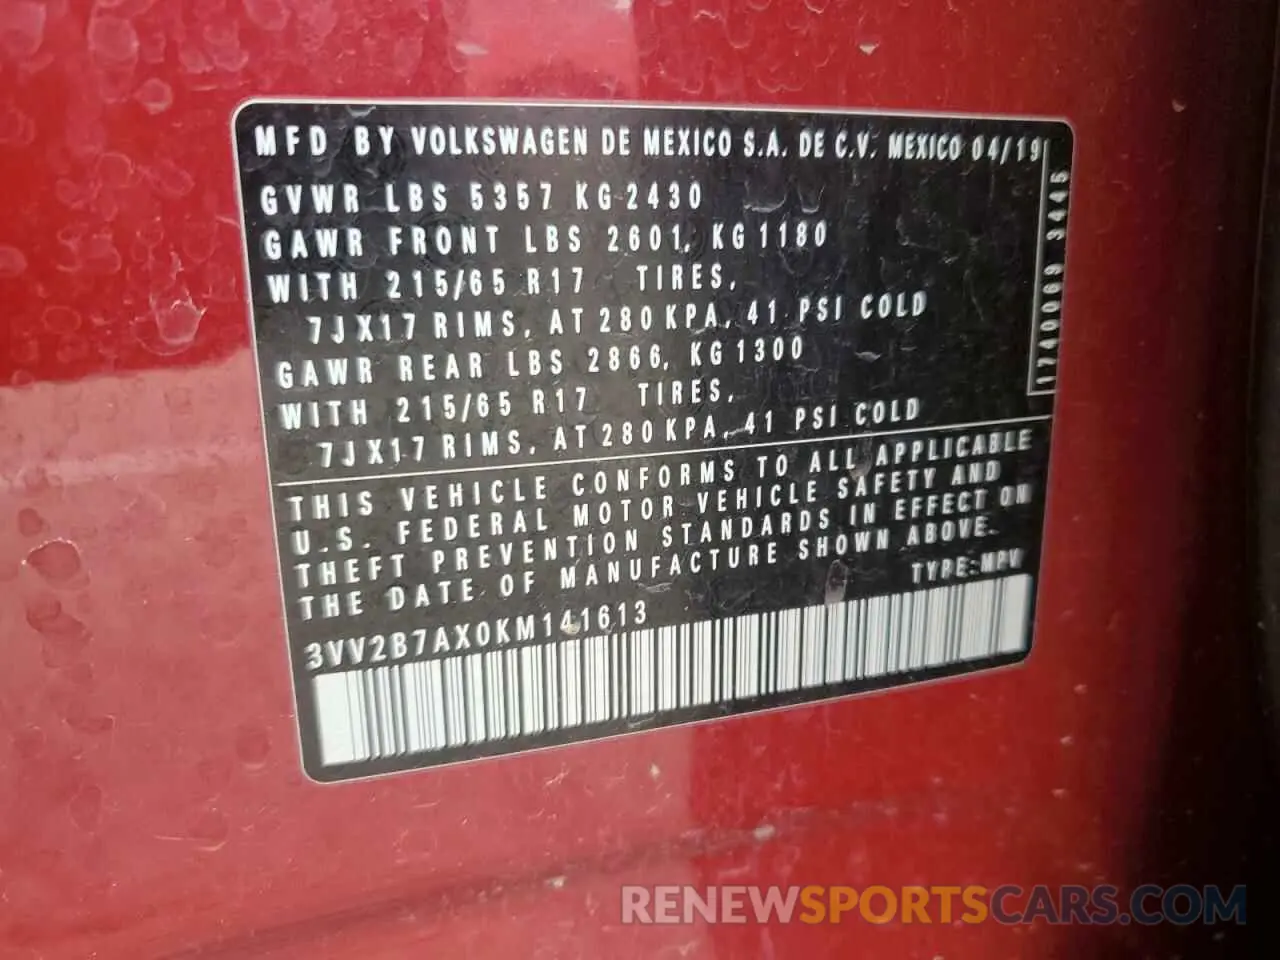 MFD BY VOLKSWAGEN DE MEXICO S.A. DE C.V. MEXICO 04/19
GVWR LBS 5357 KG 2430
GAWR FRONT LBS 2601, KG 1180
WITH 215/65 R17 TIRES,
7JX17 RIMS, AT 280 KPA, 41 PSI COLD
GAWR REAR LBS 2866, KG 1300
WITH 215/65 R17 TIRES,
7JX17 RIMS, AT 280 KPA, 41 PSI COLD
1740069 3445
THIS VEHICLE CONFORMS TO ALL APPLICABLE
U.S. FEDERAL MOTOR VEHICLE SAFETY AND
THEFT PREVENTION STANDARDS IN EFFECT ON
THE DATE OF MANUFACTURE SHOWN ABOVE.
TYPE: MPV
3VV2B7AX0KM141613
RENEWSPORTSCARS.COM